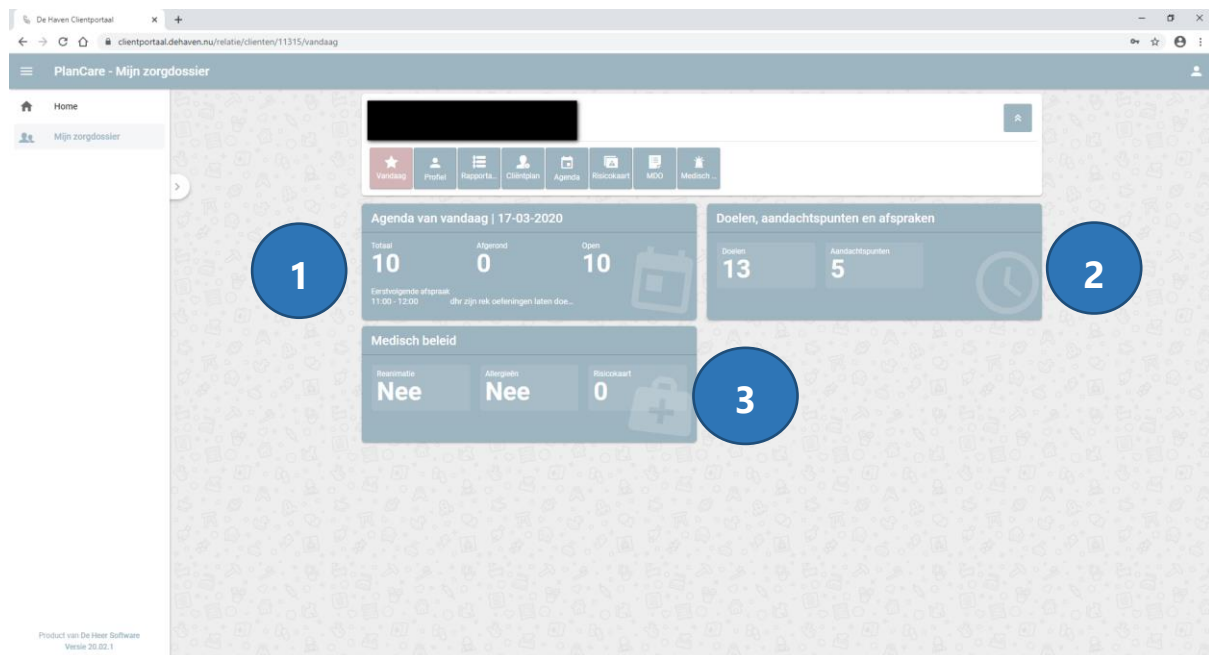 De Haven Clientportaal
clientportaal.dehaven.nu/relatie/clienten/11315/vandaag
PlanCare - Mijn zorgdossier
Home
Mijn zorgdossier
Vandaag Profiel Rapporta... Cliëntplan Agenda Risicokaart MDO Medisch ...
Agenda van vandaag | 17-03-2020
Totaal Afgerond Open
10 0 10
Eerstvolgende afspraak
11:00 - 12:00 dhr zijn rek oefeningen laten doe...
1
Doelen, aandachtspunten en afspraken
Doelen Aandachtspunten
13 5
2
Medisch beleid
Reanimatie Allergieën Risicokaart
Nee Nee 0
3
Product van De Heer Software
Versie 20.02.1